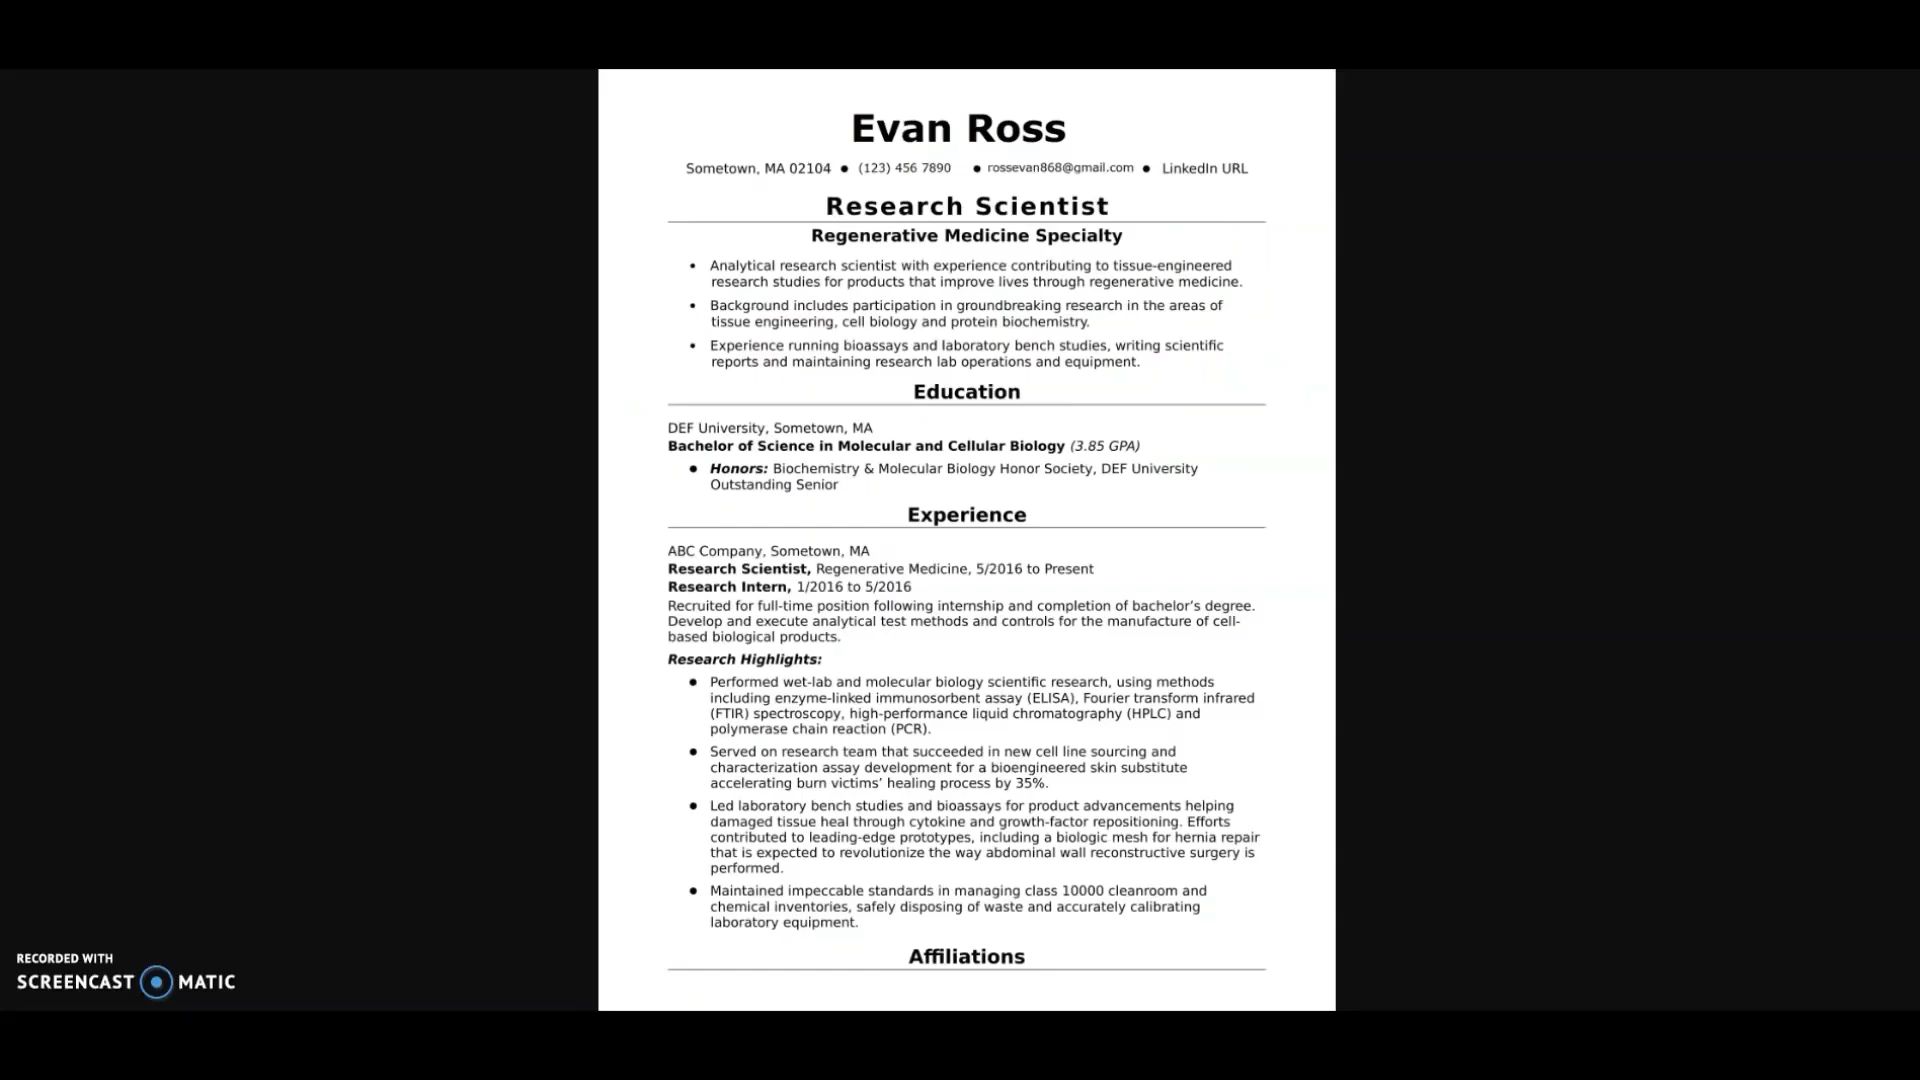 Evan Ross
Sometown, MA 02104 ● (123) 456 7890 ● rossevan868@gmail.com ● LinkedIn URL
Research Scientist
Regenerative Medicine Specialty
• Analytical research scientist with experience contributing to tissue-engineered
research studies for products that improve lives through regenerative medicine.
• Background includes participation in groundbreaking research in the areas of
tissue engineering, cell biology and protein biochemistry.
• Experience running bioassays and laboratory bench studies, writing scientific
reports and maintaining research lab operations and equipment.
Education
DEF University, Sometown, MA
Bachelor of Science in Molecular and Cellular Biology (3.85 GPA)
● Honors: Biochemistry & Molecular Biology Honor Society, DEF University
Outstanding Senior
Experience
ABC Company, Sometown, MA
Research Scientist, Regenerative Medicine, 5/2016 to Present
Research Intern, 1/2016 to 5/2016
Recruited for full-time position following internship and completion of bachelor’s degree.
Develop and execute analytical test methods and controls for the manufacture of cell-
based biological products.
Research Highlights:
● Performed wet-lab and molecular biology scientific research, using methods
including enzyme-linked immunosorbent assay (ELISA), Fourier transform infrared
(FTIR) spectroscopy, high-performance liquid chromatography (HPLC) and
polymerase chain reaction (PCR).
● Served on research team that succeeded in new cell line sourcing and
characterization assay development for a bioengineered skin substitute
accelerating burn victims’ healing process by 35%.
● Led laboratory bench studies and bioassays for product advancements helping
damaged tissue heal through cytokine and growth-factor repositioning. Efforts
contributed to leading-edge prototypes, including a biologic mesh for hernia repair
that is expected to revolutionize the way abdominal wall reconstructive surgery is
performed.
● Maintained impeccable standards in managing class 10000 cleanroom and
chemical inventories, safely disposing of waste and accurately calibrating
laboratory equipment.
Affiliations
RECORDED WITH
SCREENCAST MATIC